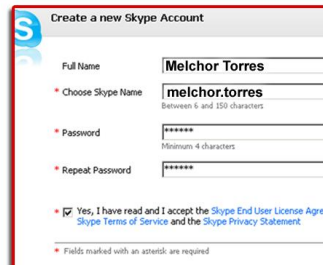 S
Create a new Skype Account
Full Name
Melchor Torres
* Choose Skype Name
melchor.torres
Between 6 and 150 characters
* Password
******
Minimum 4 characters
* Repeat Password
******
* Yes, I have read and I accept the Skype End User License Agre
Skype Terms of Service and the Skype Privacy Statement
* Fields marked with an asterisk are required